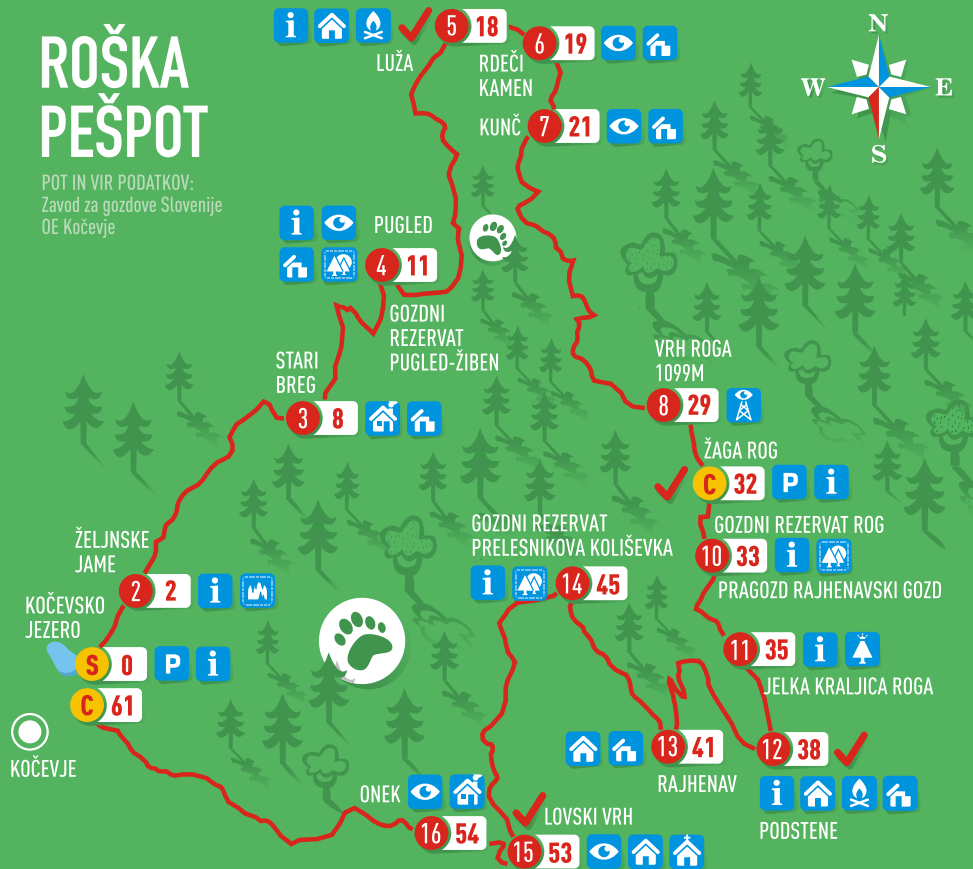 ROŠKA
PEŠPOT
POT IN VIR PODATKOV:
Zavod za gozdove Slovenije
OE Kočevje
N
W
E
S
5 18
LUŽA
6 19
RDEČI
KAMEN
KUNČ
7 21
PUGLED
4 11
GOZDNI
REZERVAT
PUGLED-ŽIBEN
STARI
BREG
3 8
VRH ROGA
1099M
8 29
ŽAGA ROG
C 32 P i
GOZDNI REZERVAT ROG
10 33 i
PRAGOZD RAJHENAVSKI GOZD
11 35 i
JELKA KRALJICA ROGA
12 38
PODSTENE
GOZDNI REZERVAT
PRELESNIKOVA KOLIŠEVKA
i 14 45
13 41
RAJHENAV
ŽELJNSKE
JAME
2 2 i
KOČEVSKO
JEZERO
S 0 P i
C 61
KOČEVJE
ONEK
16 54
LOVSKI VRH
15 53
i
i
i